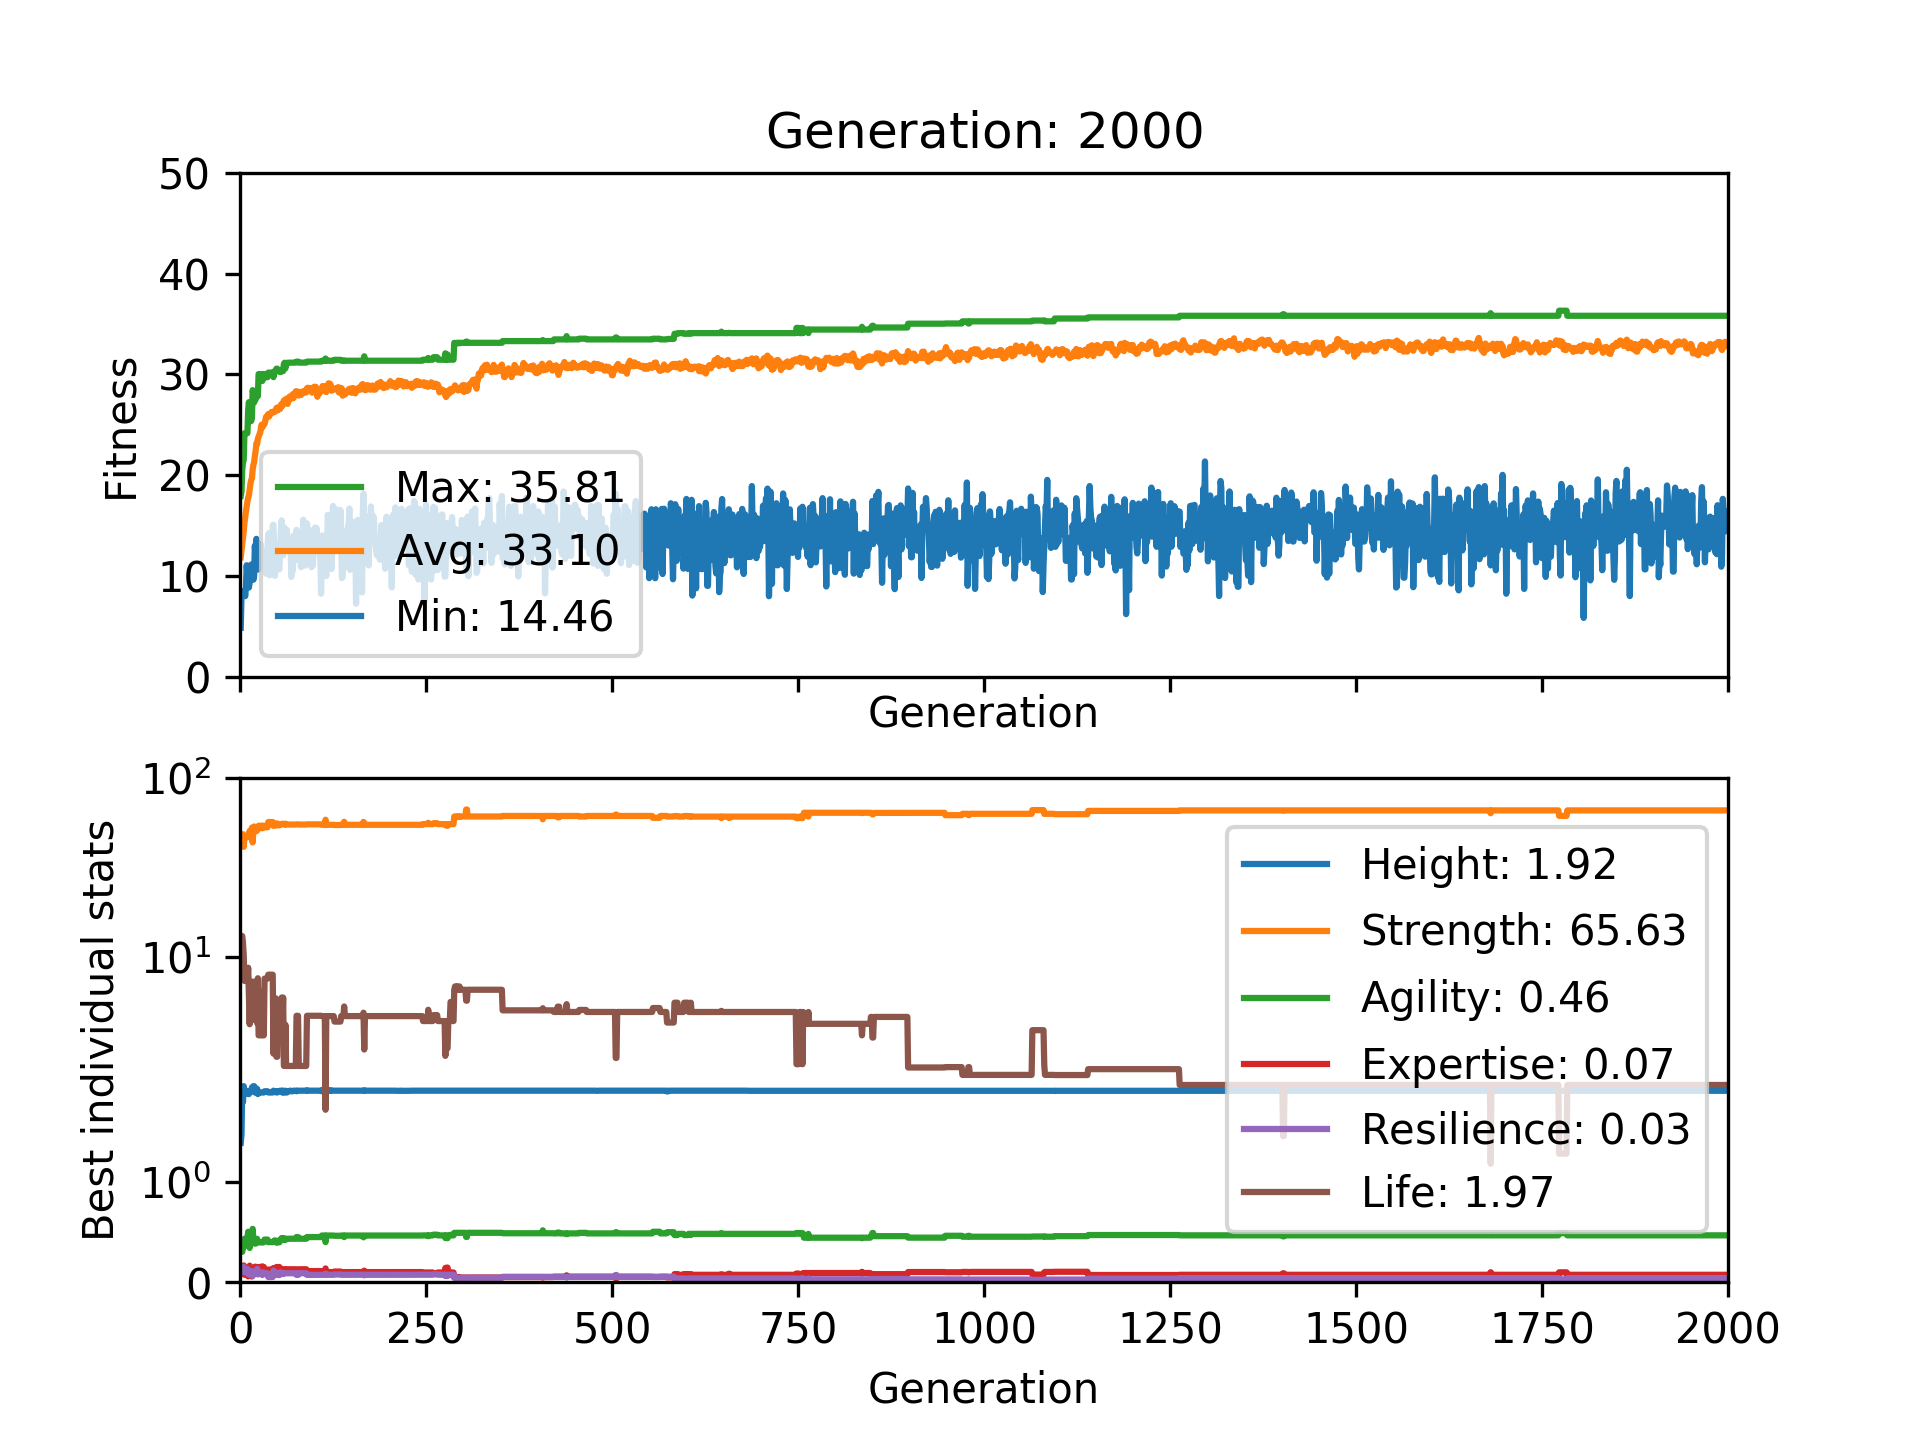 Generation: 2000
50
40
30
20
10
0
Fitness
Max: 35.81
Avg: 33.10
Min: 14.46
Generation
10²
10¹
10⁰
0
Best individual stats
Height: 1.92
Strength: 65.63
Agility: 0.46
Expertise: 0.07
Resilience: 0.03
Life: 1.97
0 250 500 750 1000 1250 1500 1750 2000
Generation